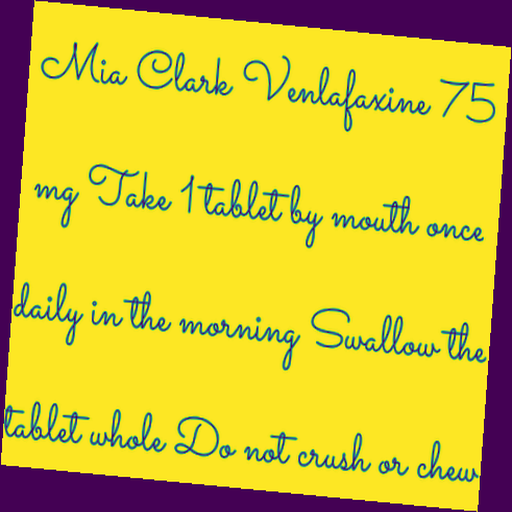 Mia Clark Venlafaxine 75
mg Take 1 tablet by mouth once
daily in the morning Swallow the
tablet whole Do not crush or chew